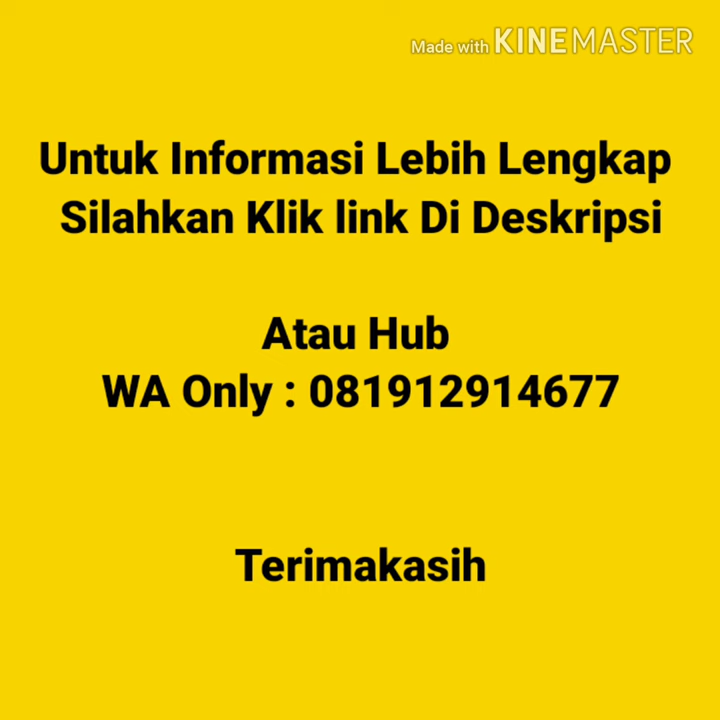 Made with KINEMASTER
Untuk Informasi Lebih Lengkap
Silahkan Klik link Di Deskripsi
Atau Hub
WA Only : 081912914677
Terimakasih